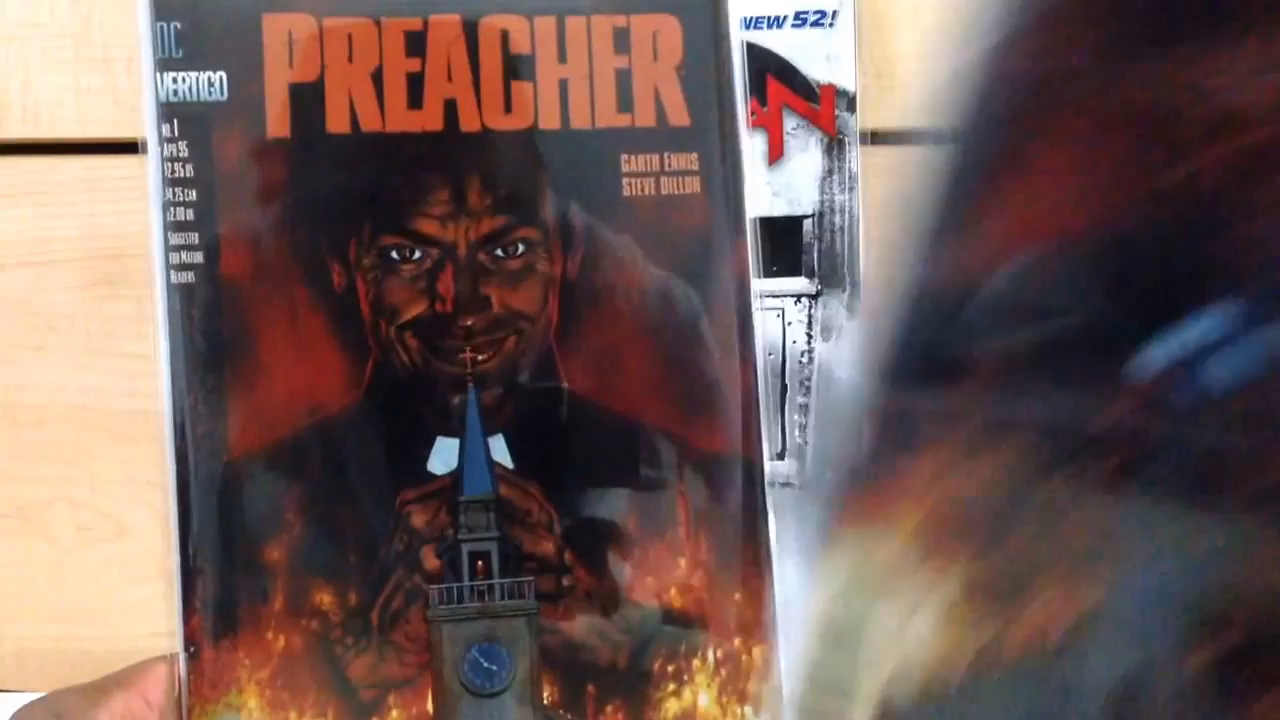 DC
VERTIGO
NO. 1
APR 95
$2.95 US
$4.25 CAN
£2.00 UK
SUGGESTED
FOR MATURE
READERS
PREACHER
GARTH ENNIS
STEVE DILLON
NEW 52!